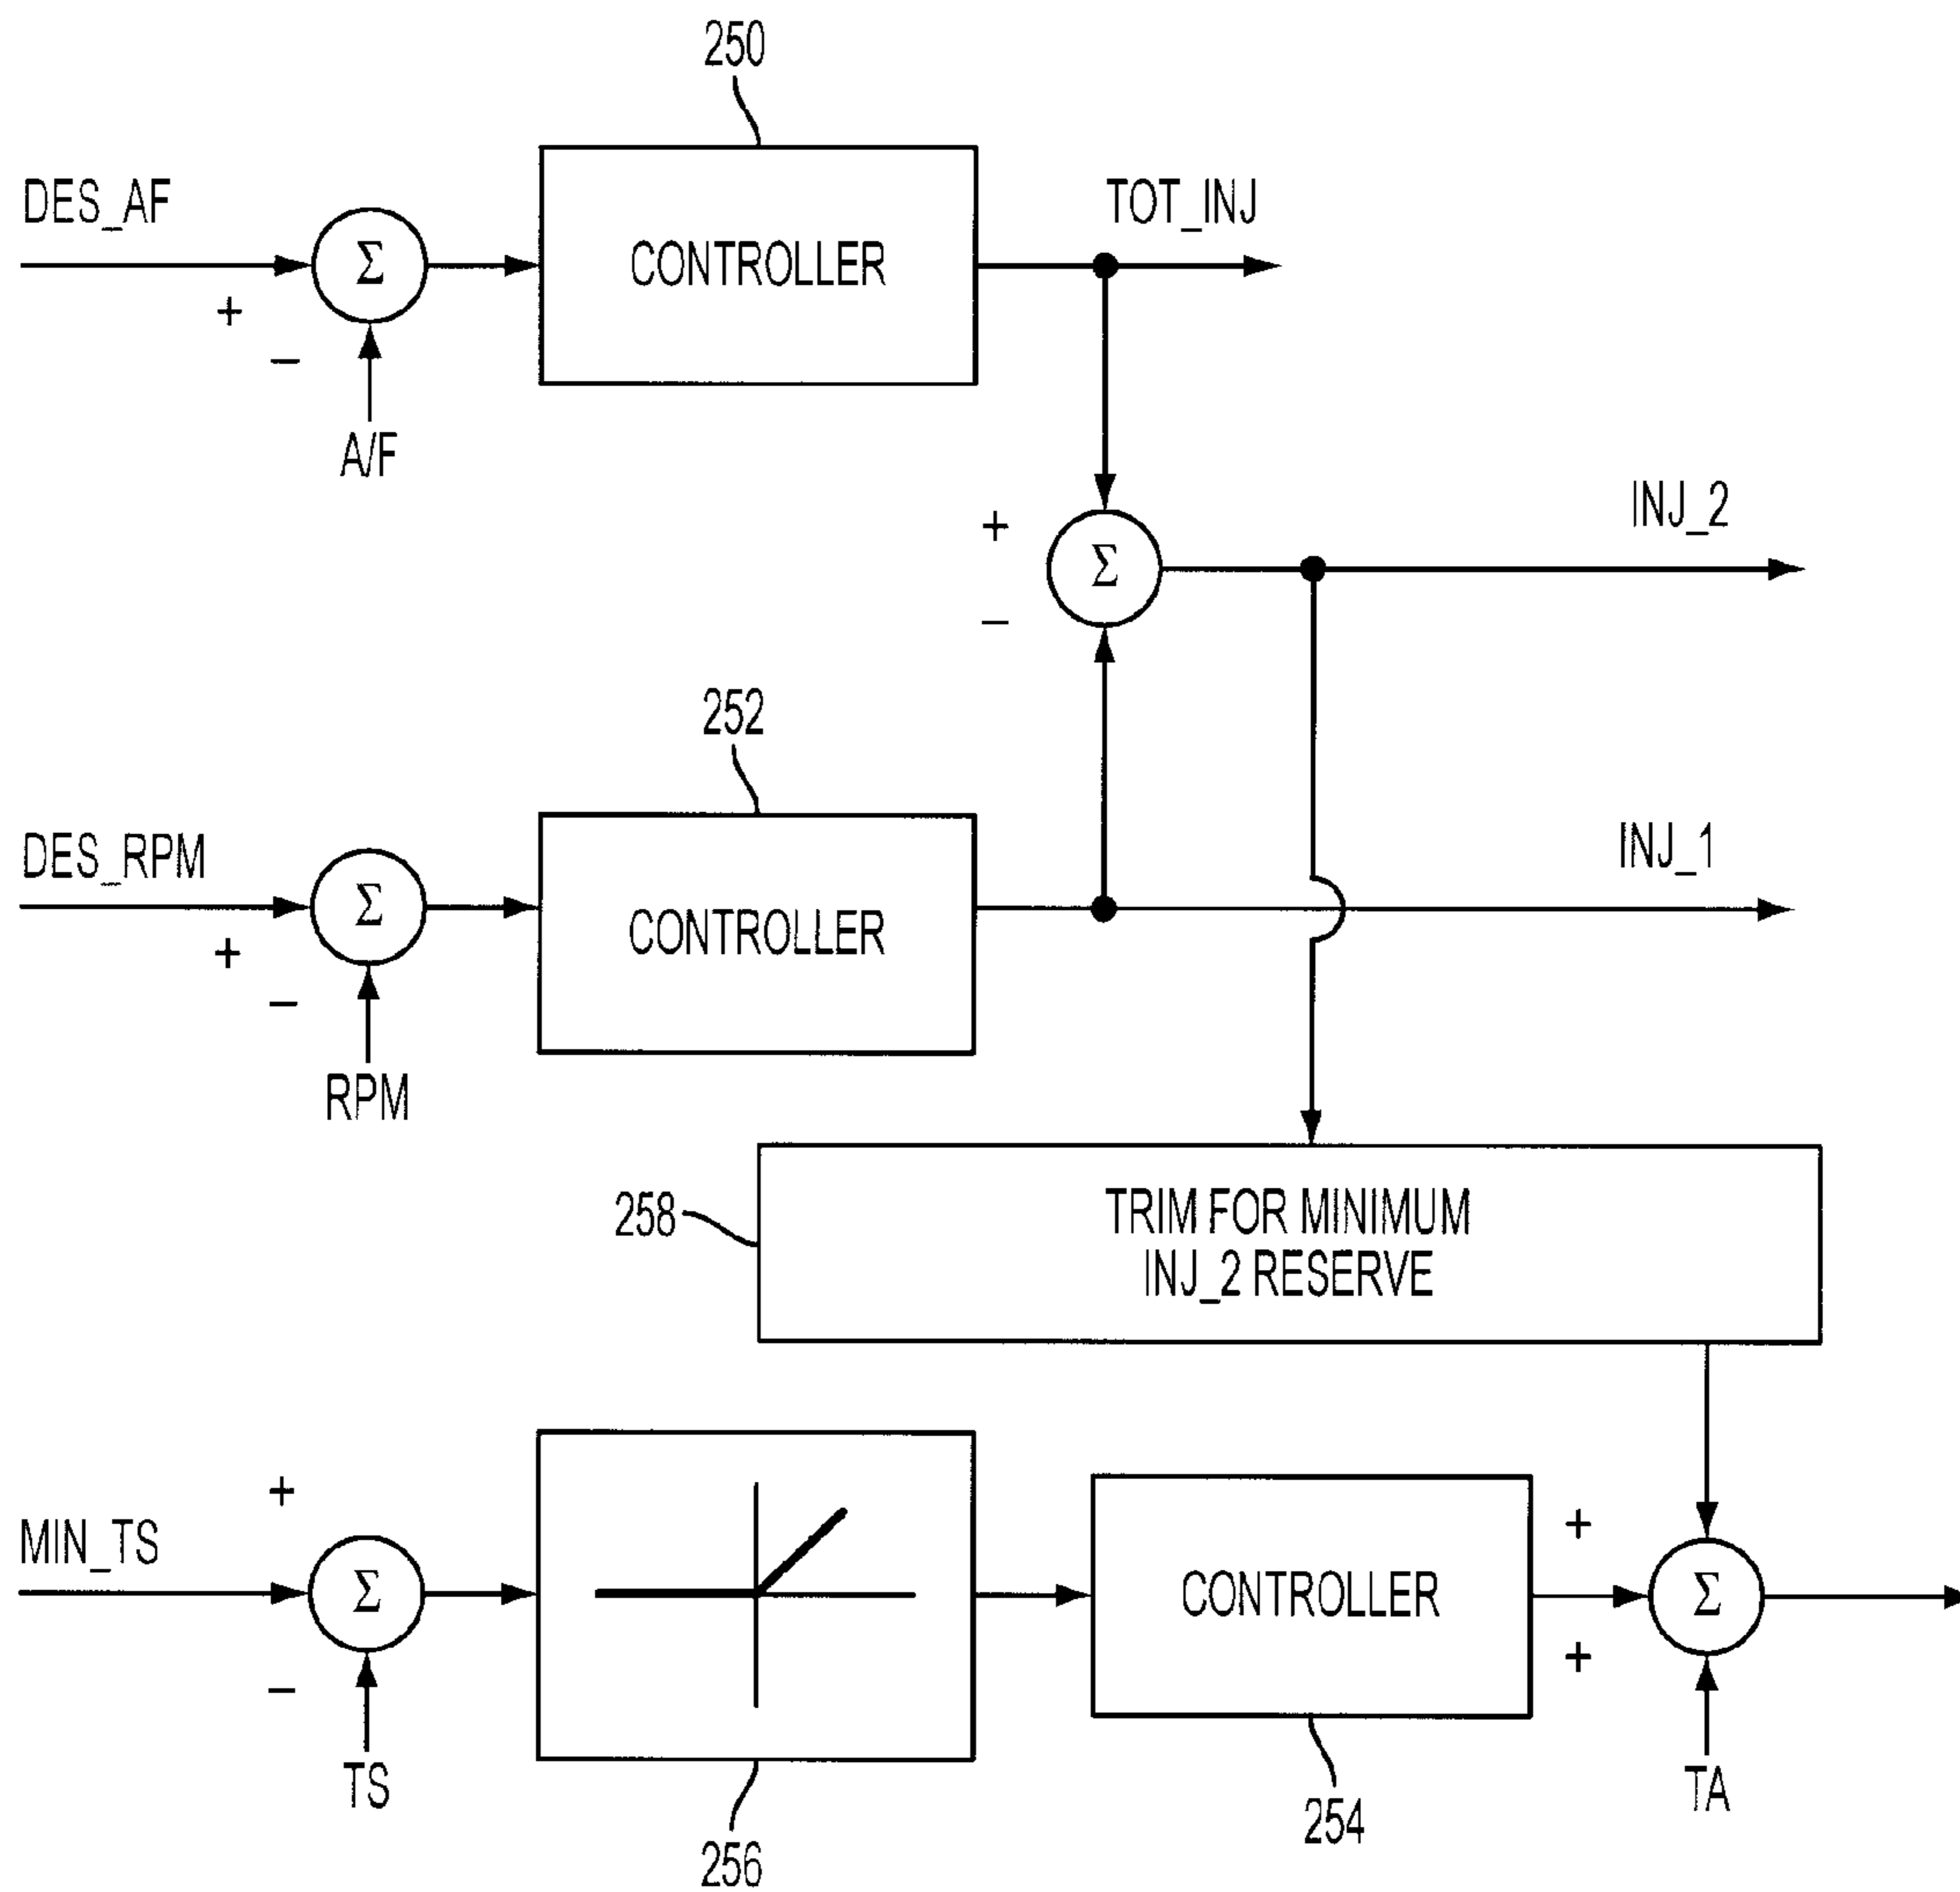 250
DES_AF
Σ
CONTROLLER
TOT_INJ
+
−
A/F
INJ_2
+
Σ
−
252
DES_RPM
Σ
CONTROLLER
INJ_1
+
−
RPM
258
TRIM FOR MINIMUM
INJ_2 RESERVE
+
MIN_TS
Σ
−
TS
256
CONTROLLER
254
+
+
Σ
TA